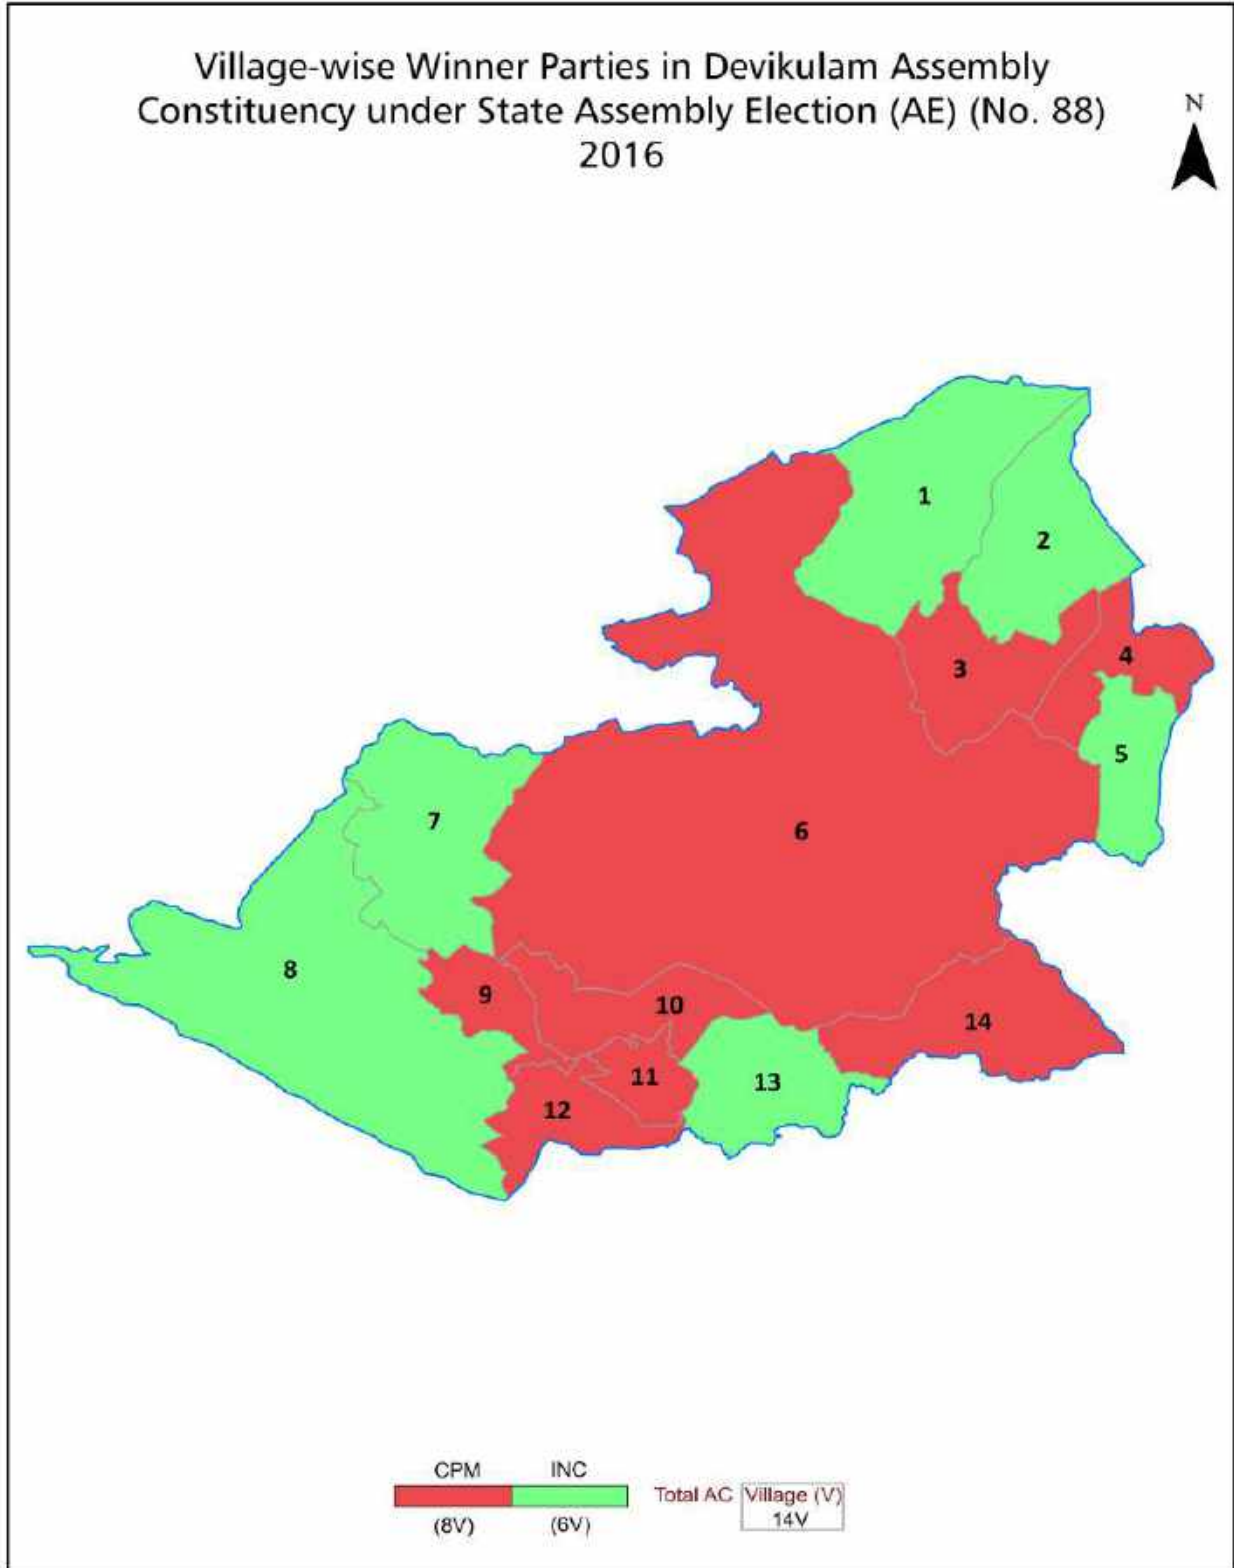 Village-wise Winner Parties in Devikulam Assembly
Constituency under State Assembly Election (AE) (No. 88)
2016
N
1
2
3
4
5
6
7
8
9
10
11
12
13
14
CPM INC
Total AC Village (V)
14V
(8V) (6V)